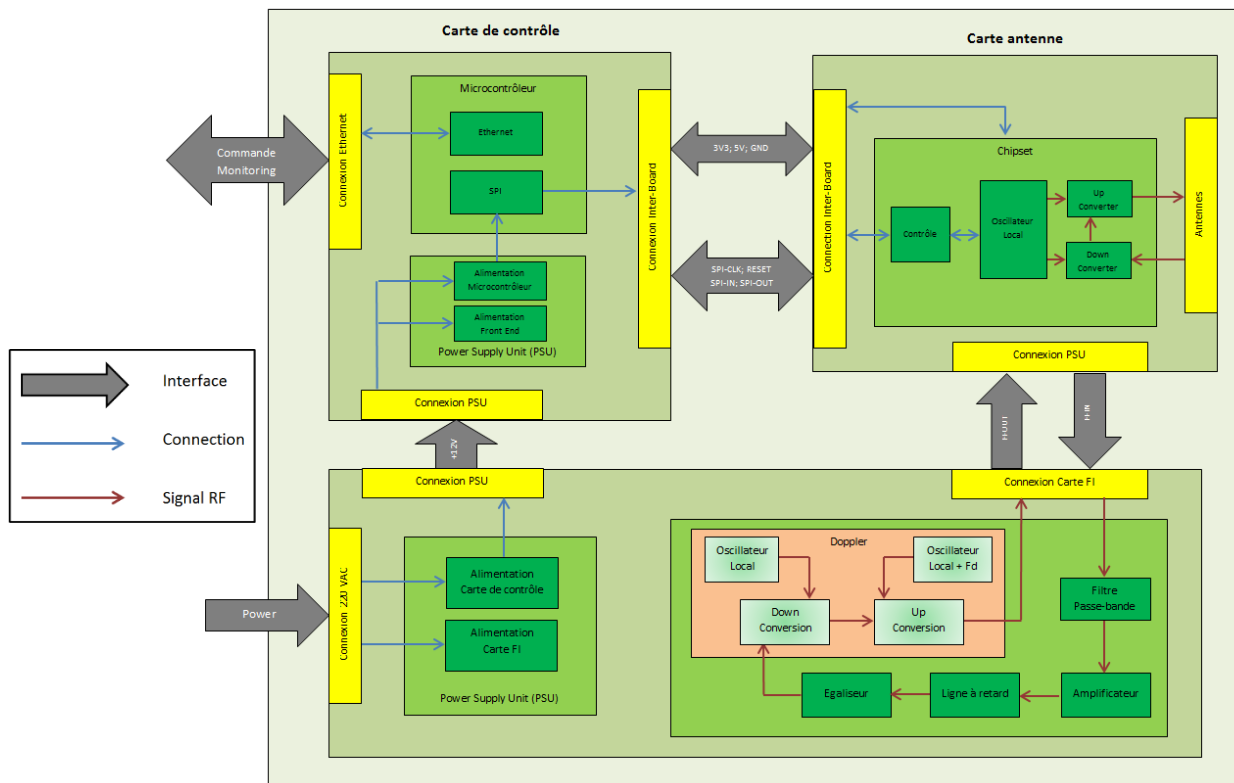 Carte de contrôle
Carte antenne
Microcontrôleur
Ethernet
SPI
Connexion Ethernet
Commande
Monitoring
Alimentation
Microcontrôleur
Alimentation
Front End
Power Supply Unit (PSU)
Connexion PSU
Connexion Inter-Board
3V3; 5V; GND
SPI-CLK; RESET
SPI-IN; SPI-OUT
Connection Inter-Board
Chipset
Contrôle
Oscillateur
Local
Up
Converter
Down
Converter
Antennes
Connexion PSU
Interface
Connection
Signal RF
+12V
FI-OUT
FI-IN
Connexion PSU
Connexion Carte FI
Power
Connexion 220 VAC
Alimentation
Carte de contrôle
Alimentation
Carte FI
Power Supply Unit (PSU)
Doppler
Oscillateur
Local
Oscillateur
Local + Fd
Down
Conversion
Up
Conversion
Filtre
Passe-bande
Egaliseur
Ligne à retard
Amplificateur